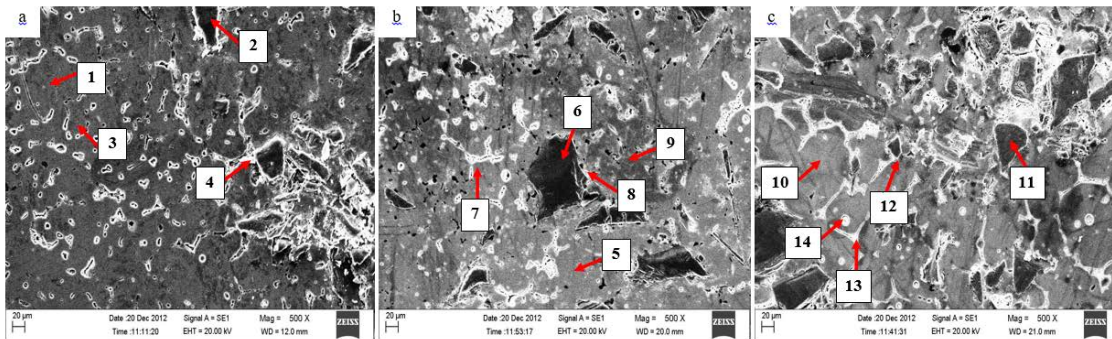 a
1
2
3
4
20 µm
Date :20 Dec 2012
Time :11:11:20
Signal A = SE1
EHT = 20.00 kV
Mag = 500 X
WD = 12.0 mm
ZEISS
b
6
9
7
8
5
20 µm
Date :20 Dec 2012
Time :11:53:17
Signal A = SE1
EHT = 20.00 kV
Mag = 500 X
WD = 20.0 mm
ZEISS
c
10
11
12
14
13
20 µm
Date :20 Dec 2012
Time :11:41:31
Signal A = SE1
EHT = 20.00 kV
Mag = 500 X
WD = 21.0 mm
ZEISS